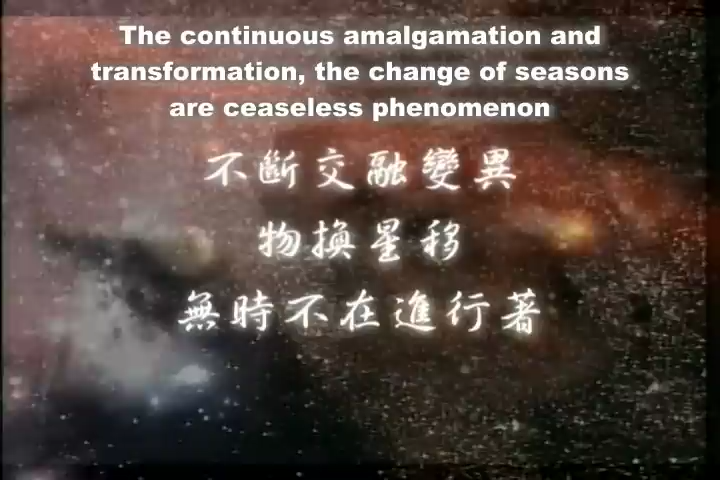 The continuous amalgamation and
transformation, the change of seasons
are ceaseless phenomenon
不斷交融變異
物換星移
無時不在進行著